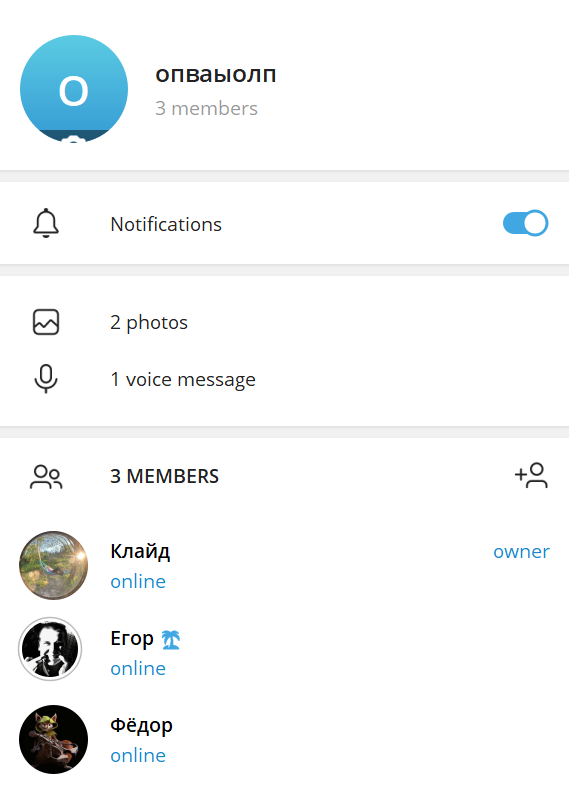 О
опваыолп
3 members
Notifications
2 photos
1 voice message
3 MEMBERS
Клайд owner
online
Егор
online
Фёдор
online